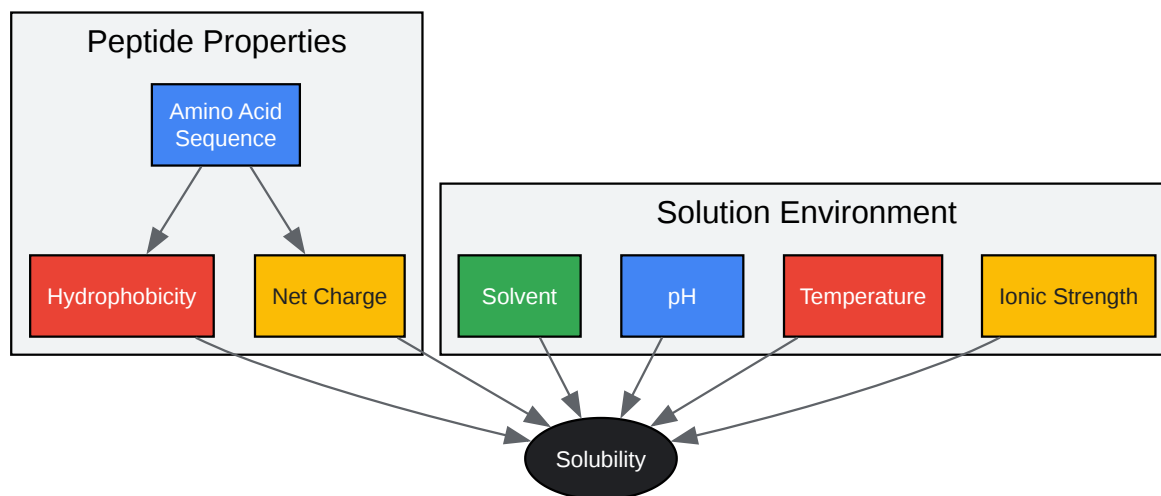 Peptide Properties
Amino Acid
Sequence
Hydrophobicity
Net Charge
Solution Environment
Solvent
pH
Temperature
Ionic Strength
Solubility